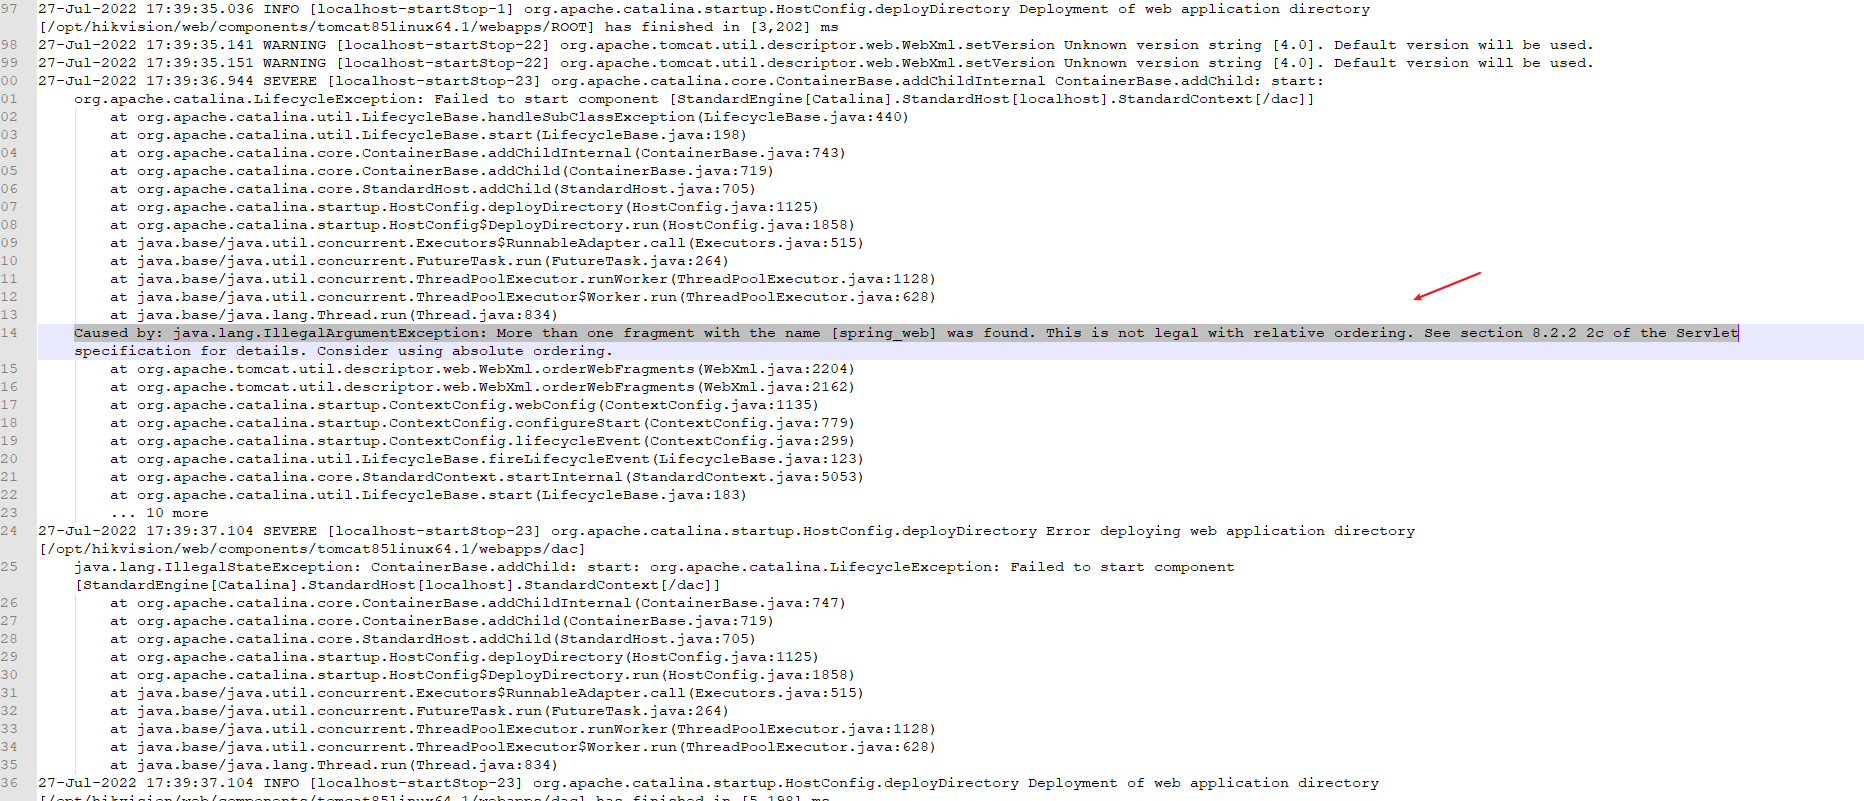 97 27-Jul-2022 17:39:35.036 INFO [localhost-startStop-1] org.apache.catalina.startup.HostConfig.deployDirectory Deployment of web application directory
[/opt/hikvision/web/components/tomcat85linux64.1/webapps/ROOT] has finished in [3,202] ms
98 27-Jul-2022 17:39:35.141 WARNING [localhost-startStop-22] org.apache.tomcat.util.descriptor.web.WebXml.setVersion Unknown version string [4.0]. Default version will be used.
99 27-Jul-2022 17:39:35.151 WARNING [localhost-startStop-22] org.apache.tomcat.util.descriptor.web.WebXml.setVersion Unknown version string [4.0]. Default version will be used.
00 27-Jul-2022 17:39:36.944 SEVERE [localhost-startStop-23] org.apache.catalina.core.ContainerBase.addChildInternal ContainerBase.addChild: start:
01 org.apache.catalina.LifecycleException: Failed to start component [StandardEngine[Catalina].StandardHost[localhost].StandardContext[/dac]]
02 at org.apache.catalina.util.LifecycleBase.handleSubClassException(LifecycleBase.java:440)
03 at org.apache.catalina.util.LifecycleBase.start(LifecycleBase.java:198)
04 at org.apache.catalina.core.ContainerBase.addChildInternal(ContainerBase.java:743)
05 at org.apache.catalina.core.ContainerBase.addChild(ContainerBase.java:719)
06 at org.apache.catalina.core.StandardHost.addChild(StandardHost.java:705)
07 at org.apache.catalina.startup.HostConfig.deployDirectory(HostConfig.java:1125)
08 at org.apache.catalina.startup.HostConfig$DeployDirectory.run(HostConfig.java:1858)
09 at java.base/java.util.concurrent.Executors$RunnableAdapter.call(Executors.java:515)
10 at java.base/java.util.concurrent.FutureTask.run(FutureTask.java:264)
11 at java.base/java.util.concurrent.ThreadPoolExecutor.runWorker(ThreadPoolExecutor.java:1128)
12 at java.base/java.util.concurrent.ThreadPoolExecutor$Worker.run(ThreadPoolExecutor.java:628)
13 at java.base/java.lang.Thread.run(Thread.java:834)
14 Caused by: java.lang.IllegalArgumentException: More than one fragment with the name [spring_web] was found. This is not legal with relative ordering. See section 8.2.2 2c of the Servlet
specification for details. Consider using absolute ordering.
15 at org.apache.tomcat.util.descriptor.web.WebXml.orderWebFragments(WebXml.java:2204)
16 at org.apache.tomcat.util.descriptor.web.WebXml.orderWebFragments(WebXml.java:2162)
17 at org.apache.catalina.startup.ContextConfig.webConfig(ContextConfig.java:1135)
18 at org.apache.catalina.startup.ContextConfig.configureStart(ContextConfig.java:779)
19 at org.apache.catalina.startup.ContextConfig.lifecycleEvent(ContextConfig.java:299)
20 at org.apache.catalina.util.LifecycleBase.fireLifecycleEvent(LifecycleBase.java:123)
21 at org.apache.catalina.core.StandardContext.startInternal(StandardContext.java:5053)
22 at org.apache.catalina.util.LifecycleBase.start(LifecycleBase.java:183)
23 ... 10 more
24 27-Jul-2022 17:39:37.104 SEVERE [localhost-startStop-23] org.apache.catalina.startup.HostConfig.deployDirectory Error deploying web application directory
[/opt/hikvision/web/components/tomcat85linux64.1/webapps/dac]
25 java.lang.IllegalStateException: ContainerBase.addChild: start: org.apache.catalina.LifecycleException: Failed to start component
[StandardEngine[Catalina].StandardHost[localhost].StandardContext[/dac]]
26 at org.apache.catalina.core.ContainerBase.addChildInternal(ContainerBase.java:747)
27 at org.apache.catalina.core.ContainerBase.addChild(ContainerBase.java:719)
28 at org.apache.catalina.core.StandardHost.addChild(StandardHost.java:705)
29 at org.apache.catalina.startup.HostConfig.deployDirectory(HostConfig.java:1125)
30 at org.apache.catalina.startup.HostConfig$DeployDirectory.run(HostConfig.java:1858)
31 at java.base/java.util.concurrent.Executors$RunnableAdapter.call(Executors.java:515)
32 at java.base/java.util.concurrent.FutureTask.run(FutureTask.java:264)
33 at java.base/java.util.concurrent.ThreadPoolExecutor.runWorker(ThreadPoolExecutor.java:1128)
34 at java.base/java.util.concurrent.ThreadPoolExecutor$Worker.run(ThreadPoolExecutor.java:628)
35 at java.base/java.lang.Thread.run(Thread.java:834)
36 27-Jul-2022 17:39:37.104 INFO [localhost-startStop-23] org.apache.catalina.startup.HostConfig.deployDirectory Deployment of web application directory
[/opt/hikvision/web/components/tomcat85linux64.1/webapps/dac] has finished in [5,198] ms